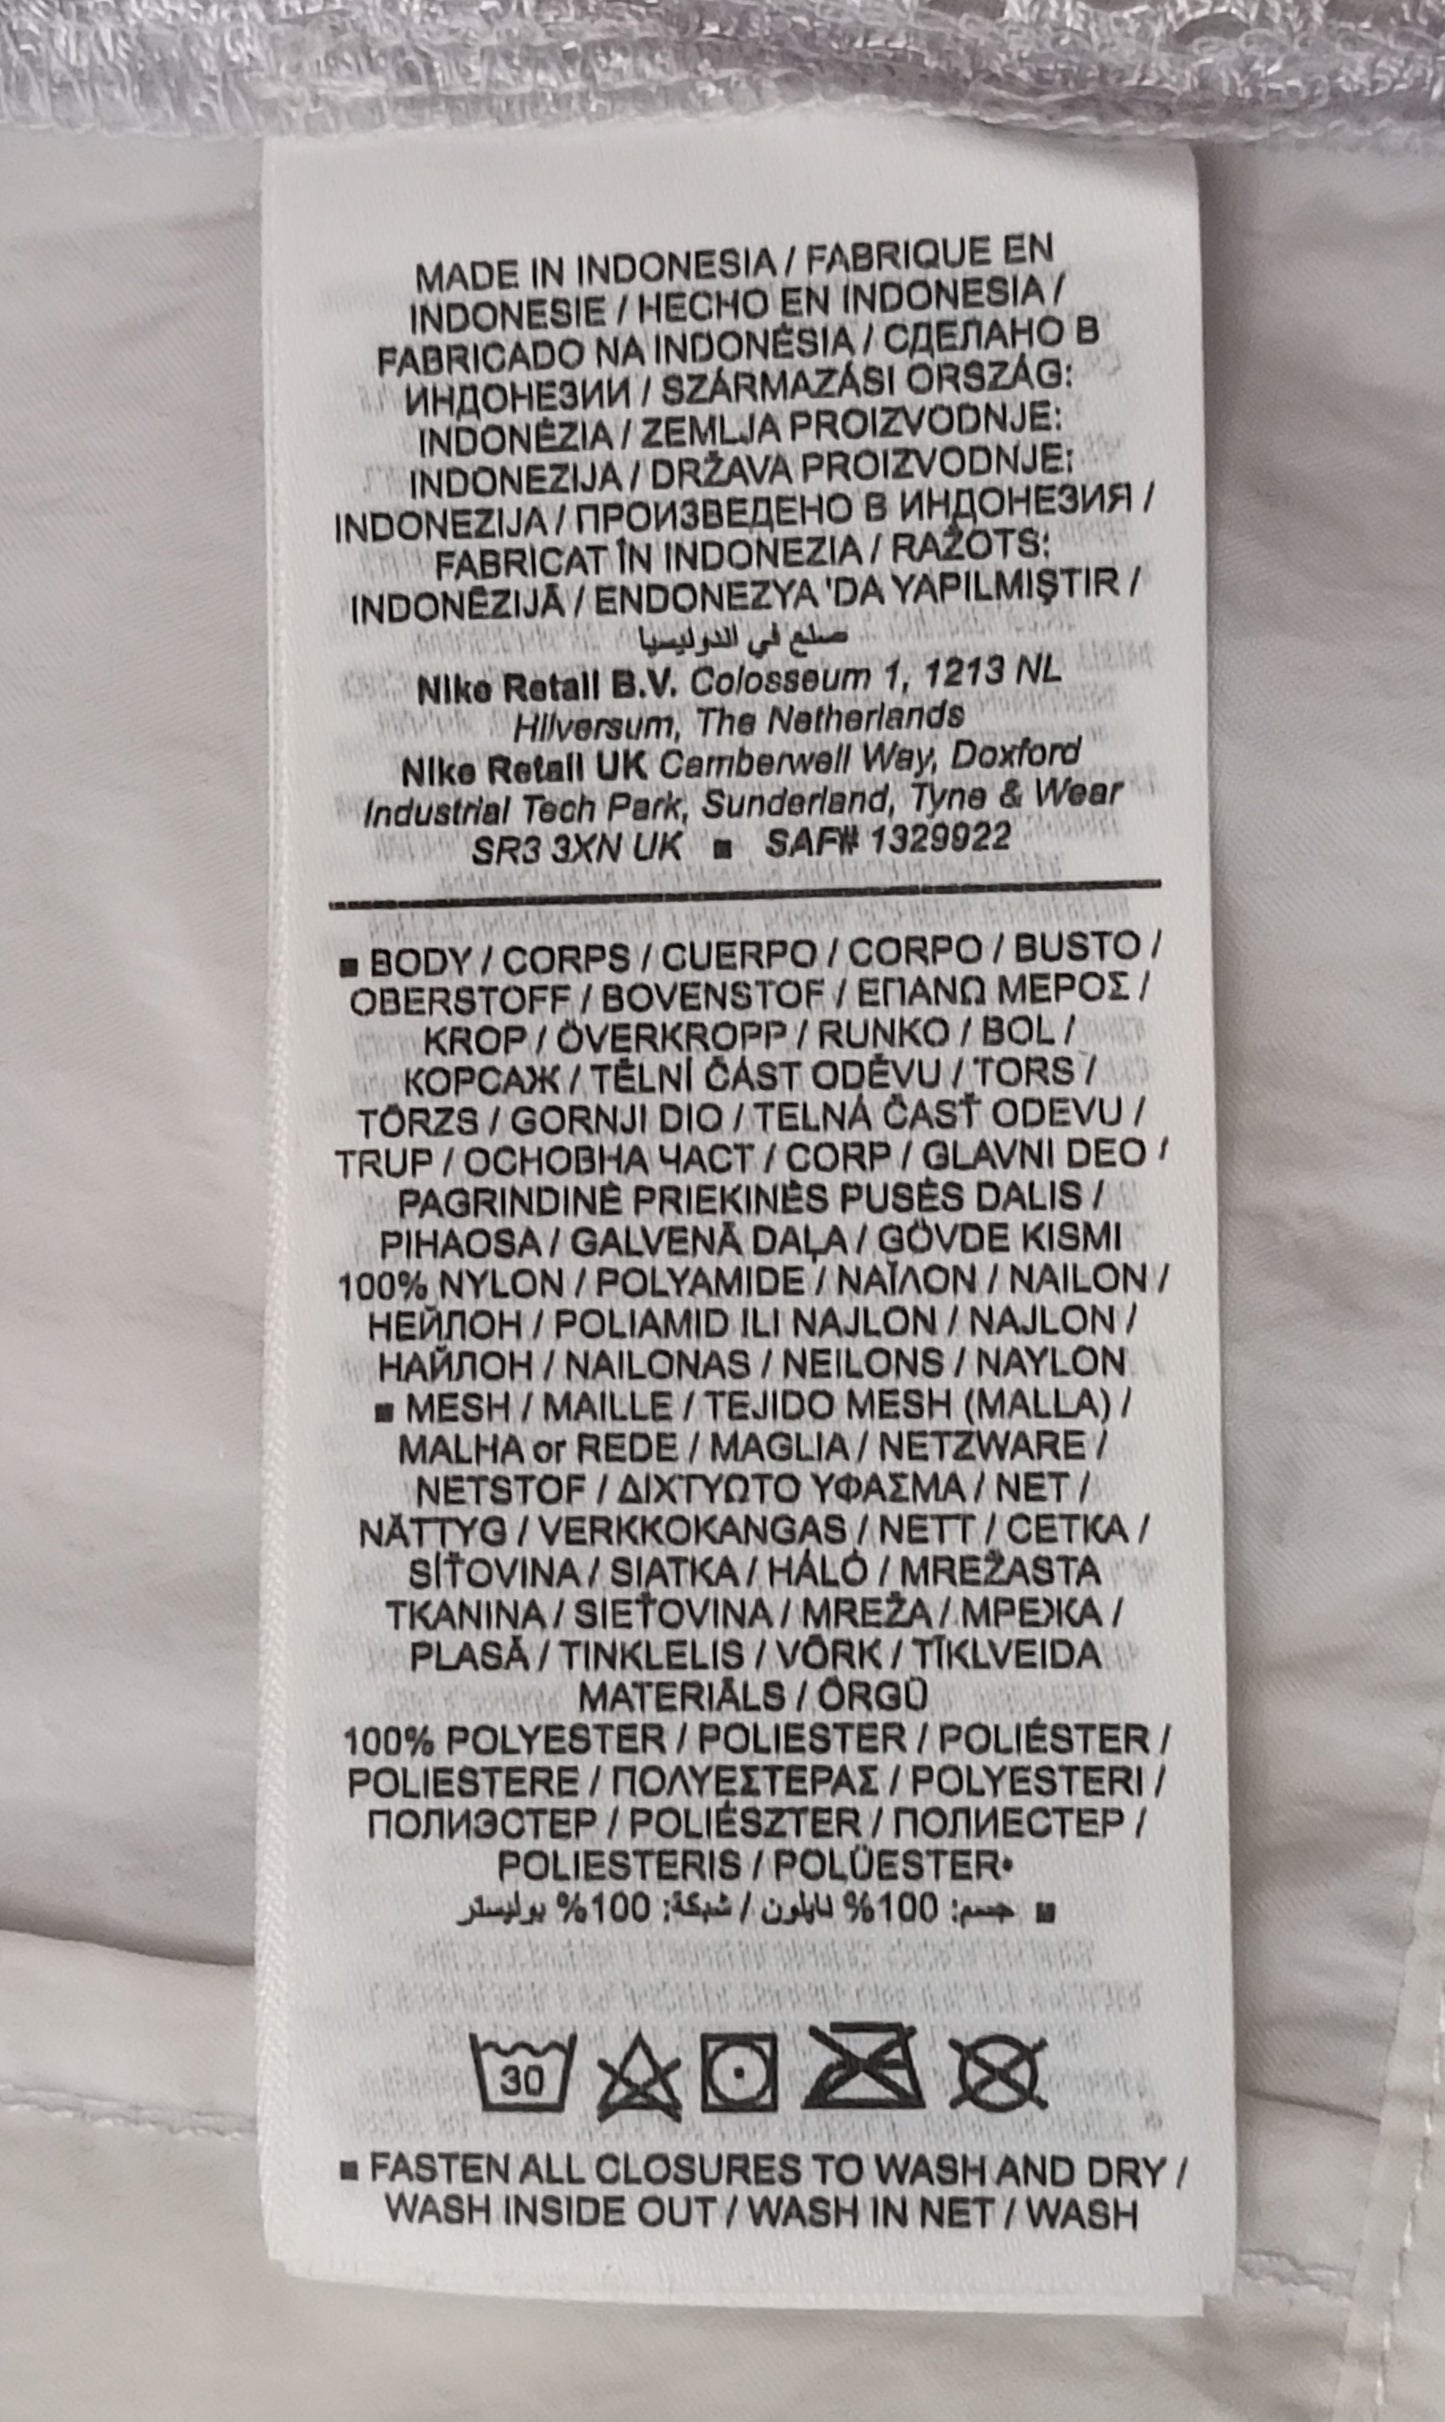 MADE IN INDONESIA / FABRIQUE EN
INDONESIE / HECHO EN INDONESIA /
FABRICADO NA INDONÉSIA / СДЕЛАНО В
ИНДОНЕЗИИ / SZÁRMAZÁSI ORSZÁG:
INDONÉZIA / ZEMLJA PROIZVODNJE:
INDONEZIJA / DRŽAVA PROIZVODNJE:
INDONEZIJA / ПРОИЗВЕДЕНО В ИНДОНЕЗИЯ /
FABRICAT ÎN INDONEZIA / RAŽOTS:
INDONĒZIJĀ / ENDONEZYA 'DA YAPILMIŞTIR /
صنع في اندونيسيا
Nike Retail B.V. Colosseum 1, 1213 NL
Hilversum, The Netherlands
Nike Retail UK Camberwell Way, Doxford
Industrial Tech Park, Sunderland, Tyne & Wear
SR3 3XN UK ▪ SAF# 1329922
▪ BODY / CORPS / CUERPO / CORPO / BUSTO /
OBERSTOFF / BOVENSTOF / ΕΠΑΝΩ ΜΕΡΟΣ /
KROP / ÖVERKROPP / RUNKO / BOL /
КОРСАЖ / TĚLNÍ ČÁST ODĚVU / TORS /
TÖRZS / GORNJI DIO / TELNÁ ČASŤ ODEVU /
TRUP / ОСНОВНА ЧАСТ / CORP / GLAVNI DEO /
PAGRINDINĖ PRIEKINĖS PUSĖS DALIS /
PIHAOSA / GALVENĀ DAĻA / GÖVDE KISMI
100% NYLON / POLYAMIDE / ΝΑΪΛΟΝ / NAILON /
НЕЙЛОН / POLIAMID ILI NAJLON / NAJLON /
НАЙЛОН / NAILONAS / NEILONS / NAYLON
▪ MESH / MAILLE / TEJIDO MESH (MALLA) /
MALHA or REDE / MAGLIA / NETZWARE /
NETSTOF / ΔΙΧΤΥΩΤΟ ΥΦΑΣΜΑ / NET /
NÄTTYG / VERKKOKANGAS / NETT / СЕТКА /
SÍŤOVINA / SIATKA / HÁLÓ / MREŽASTA
TKANINA / SIEŤOVINA / MREŽA / МРЕЖА /
PLASĂ / TINKLELIS / VÕRK / TĪKLVEIDA
MATERIĀLS / ÖRGÜ
100% POLYESTER / POLIESTER / POLIÉSTER /
POLIESTERE / ΠΟΛΥΕΣΤΕΡΑΣ / POLYESTERI /
ПОЛИЭСТЕР / POLIÉSZTER / ПОЛИЕСТЕР /
POLIESTERIS / POLÜESTER•
▪ جسم: 100% نايلون / شبكة: 100% بوليستر
30
▪ FASTEN ALL CLOSURES TO WASH AND DRY /
WASH INSIDE OUT / WASH IN NET / WASH